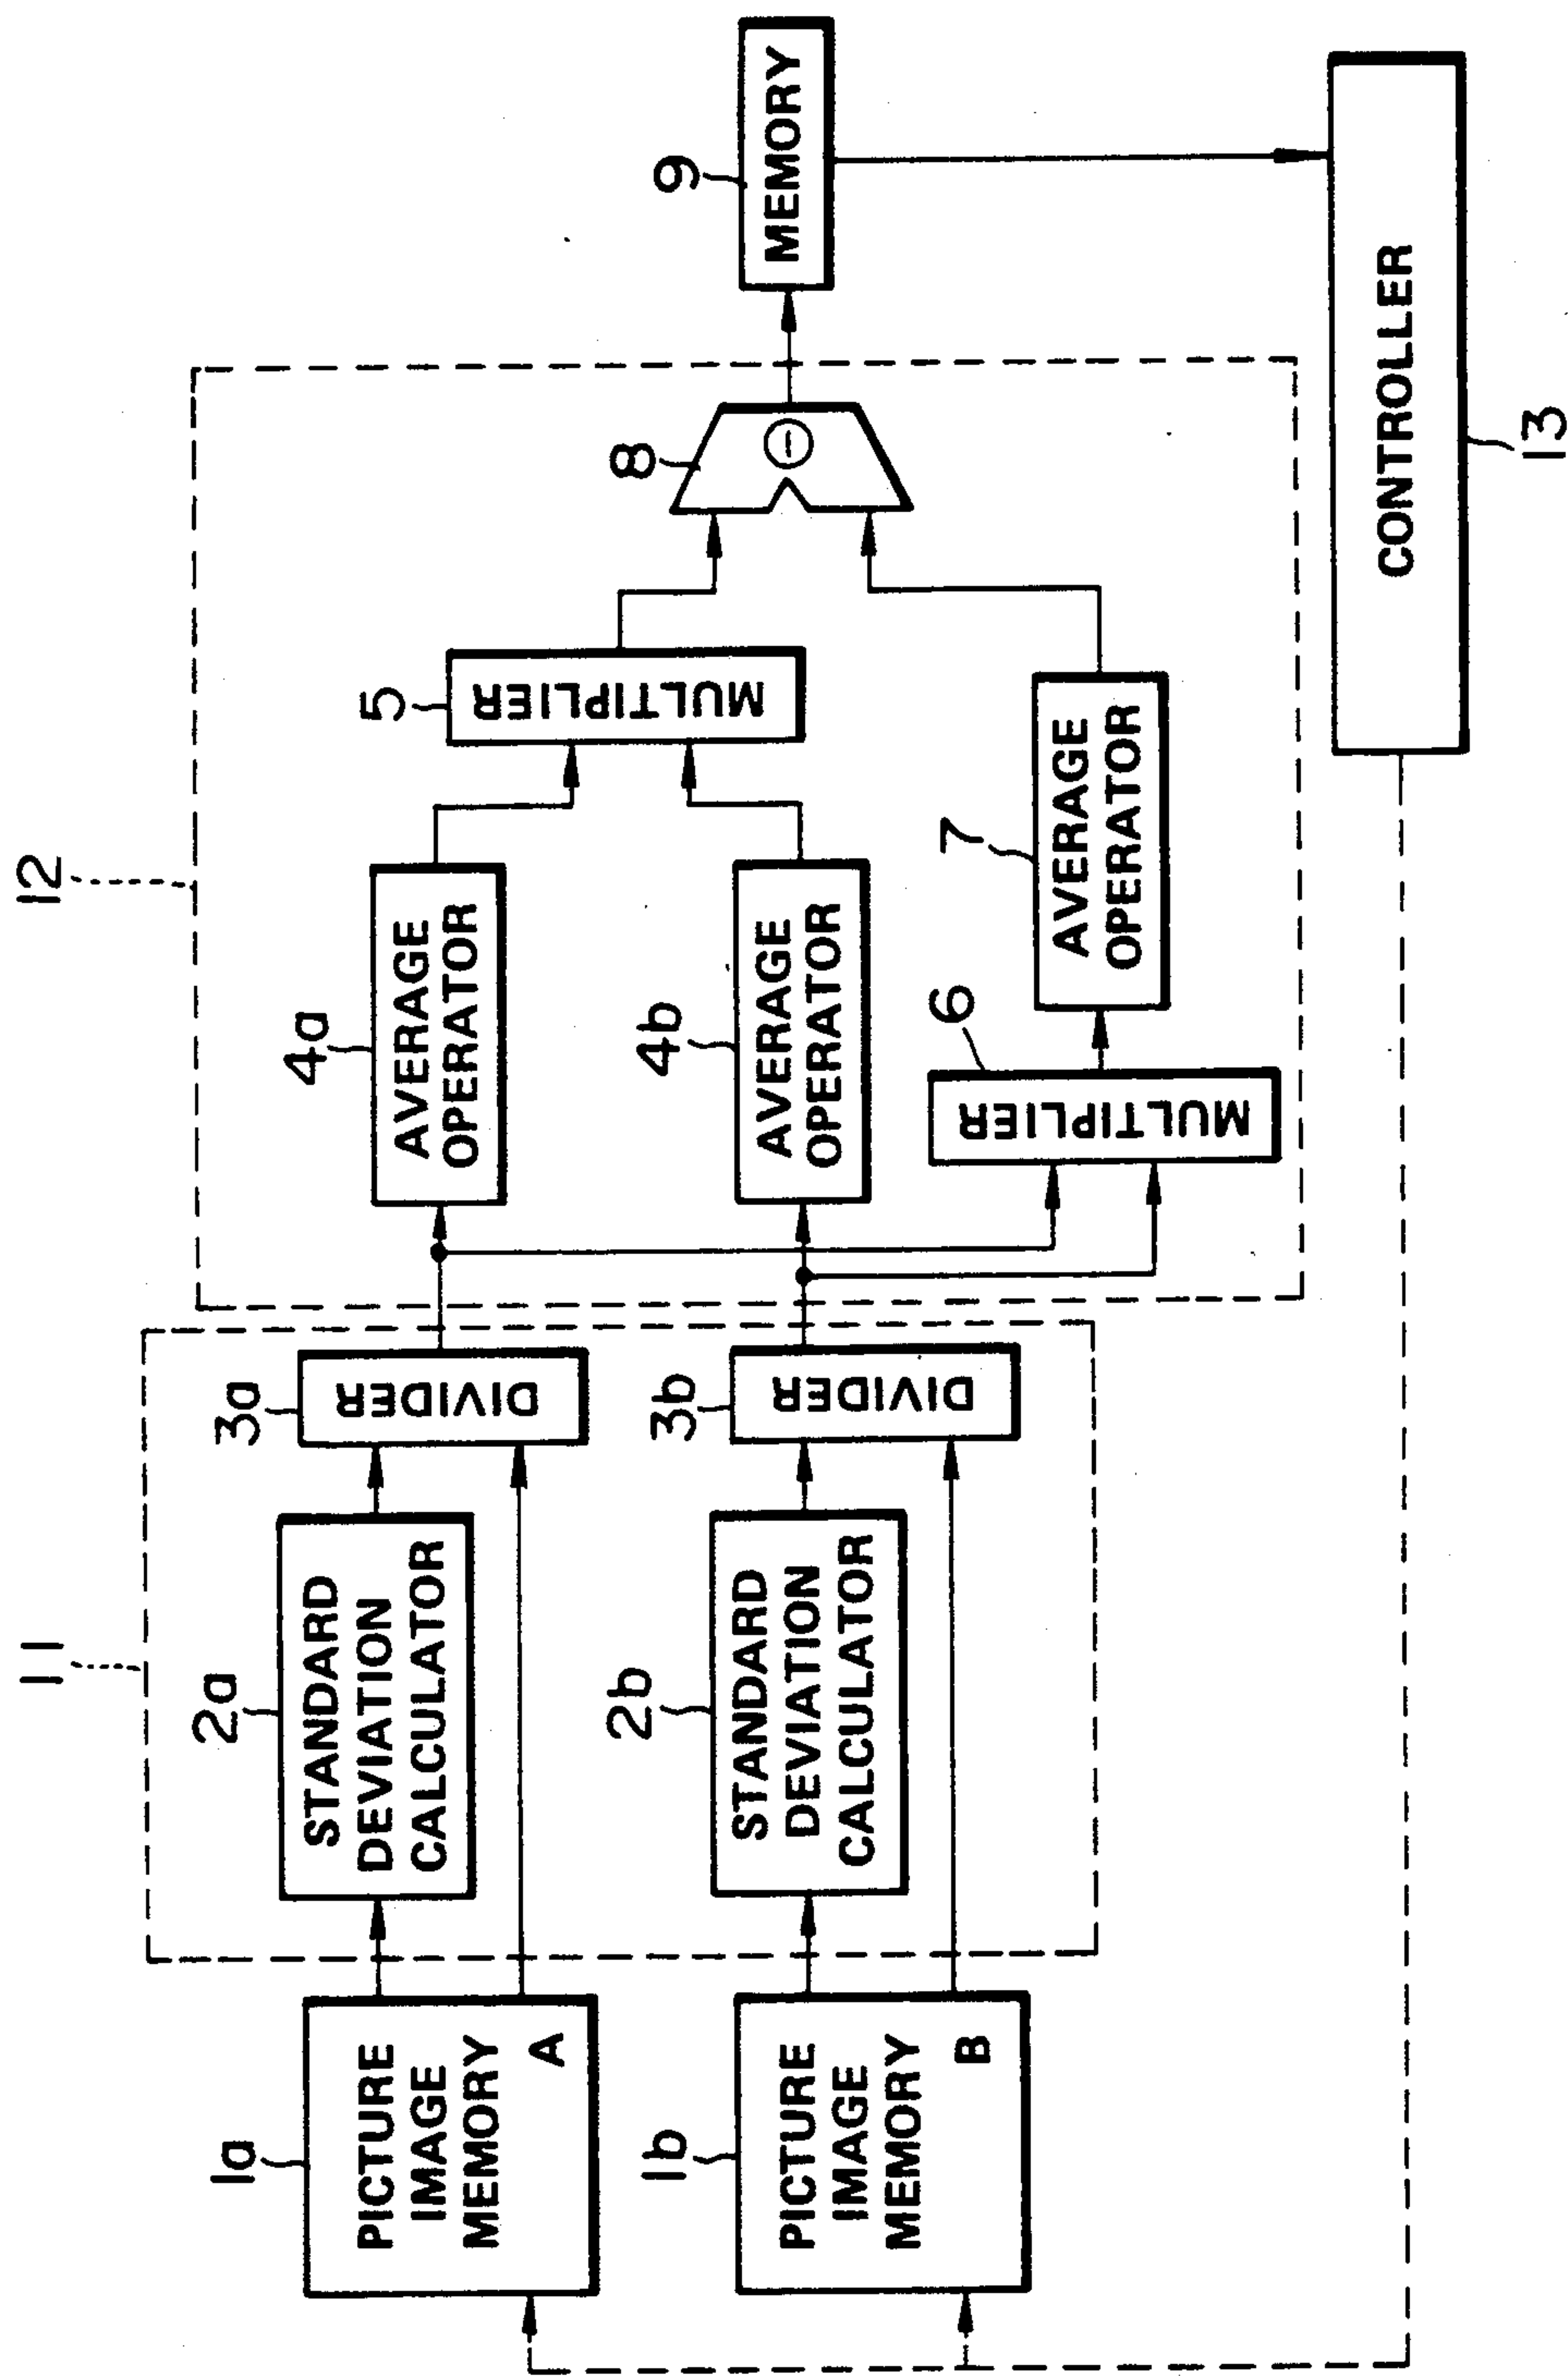 11
12
1a
PICTURE
IMAGE
MEMORY
A
2a
STANDARD
DEVIATION
CALCULATOR
3a
DIVIDER
4a
AVERAGE
OPERATOR
5
MULTIPLIER
8
−
9
MEMORY
1b
PICTURE
IMAGE
MEMORY
B
2b
STANDARD
DEVIATION
CALCULATOR
3b
DIVIDER
4b
AVERAGE
OPERATOR
6
MULTIPLIER
7
AVERAGE
OPERATOR
CONTROLLER
13